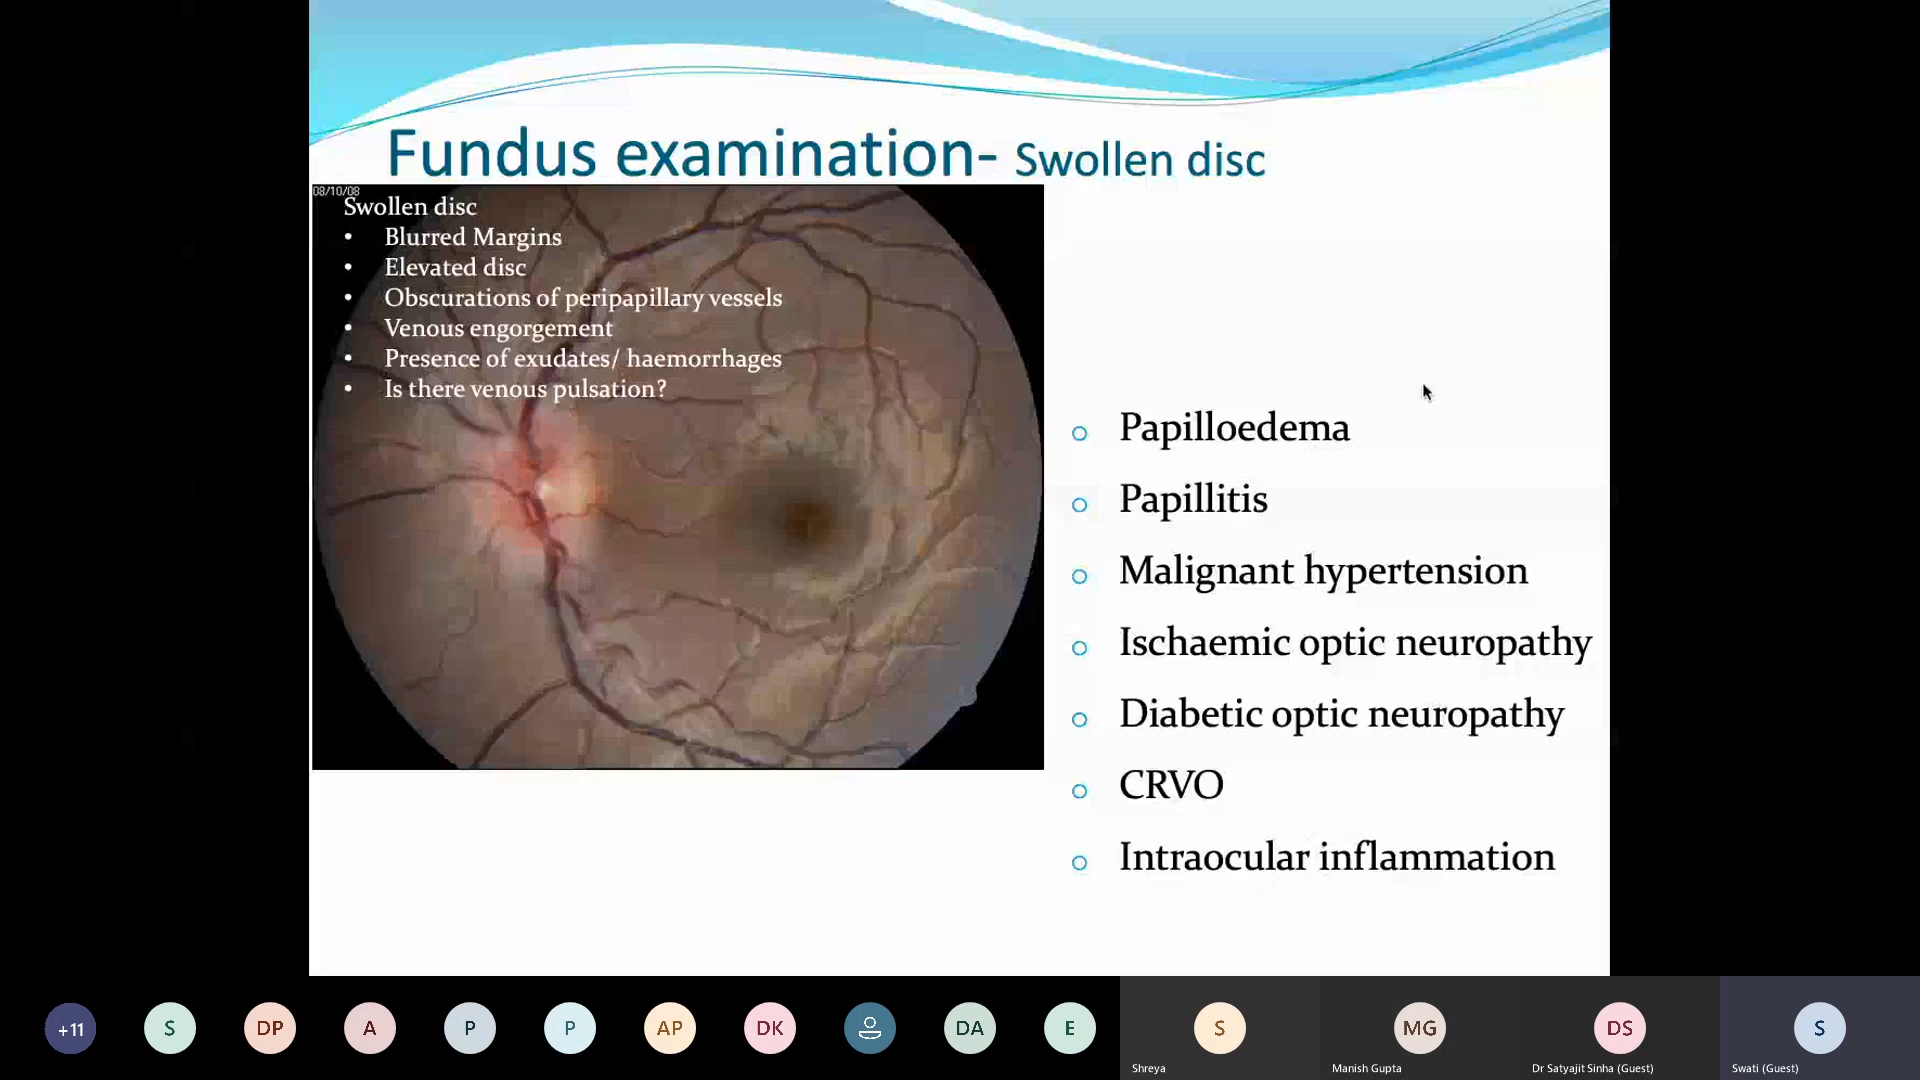 Fundus examination- Swollen disc
08/10/08
Swollen disc
• Blurred Margins
• Elevated disc
• Obscurations of peripapillary vessels
• Venous engorgement
• Presence of exudates/ haemorrhages
• Is there venous pulsation?
Papilloedema
Papillitis
Malignant hypertension
Ischaemic optic neuropathy
Diabetic optic neuropathy
CRVO
Intraocular inflammation
+11
S
DP
A
P
P
AP
DK
DA
E
S
Shreya
MG
Manish Gupta
DS
Dr Satyajit Sinha (Guest)
S
Swati (Guest)